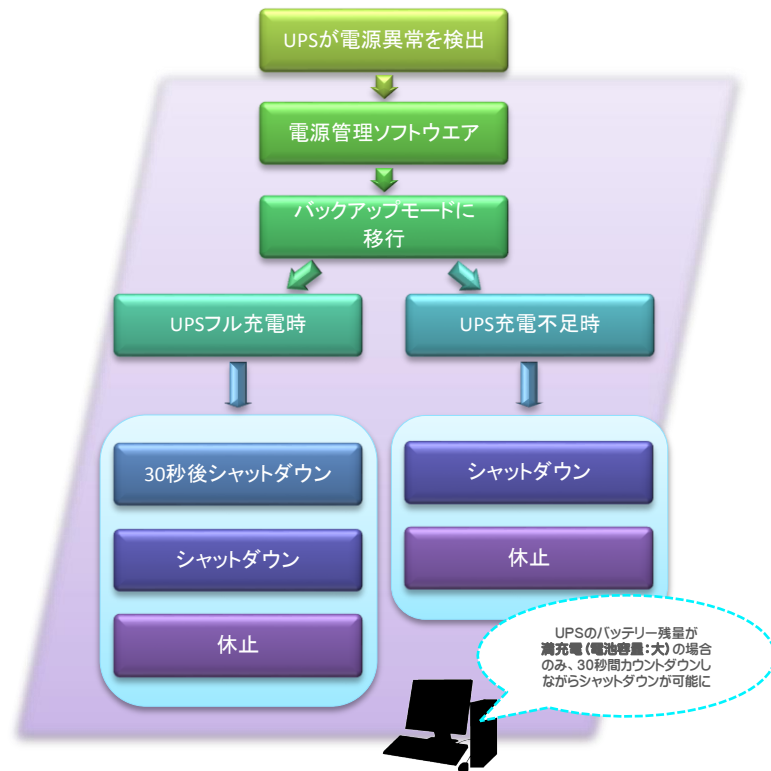 UPSが電源異常を検出
電源管理ソフトウエア
バックアップモードに
移行
UPSフル充電時
UPS充電不足時
30秒後シャットダウン
シャットダウン
休止
シャットダウン
休止
UPSのバッテリー残量が
満充電(電池容量:大)の場合
のみ、30秒間カウントダウンし
ながらシャットダウンが可能に